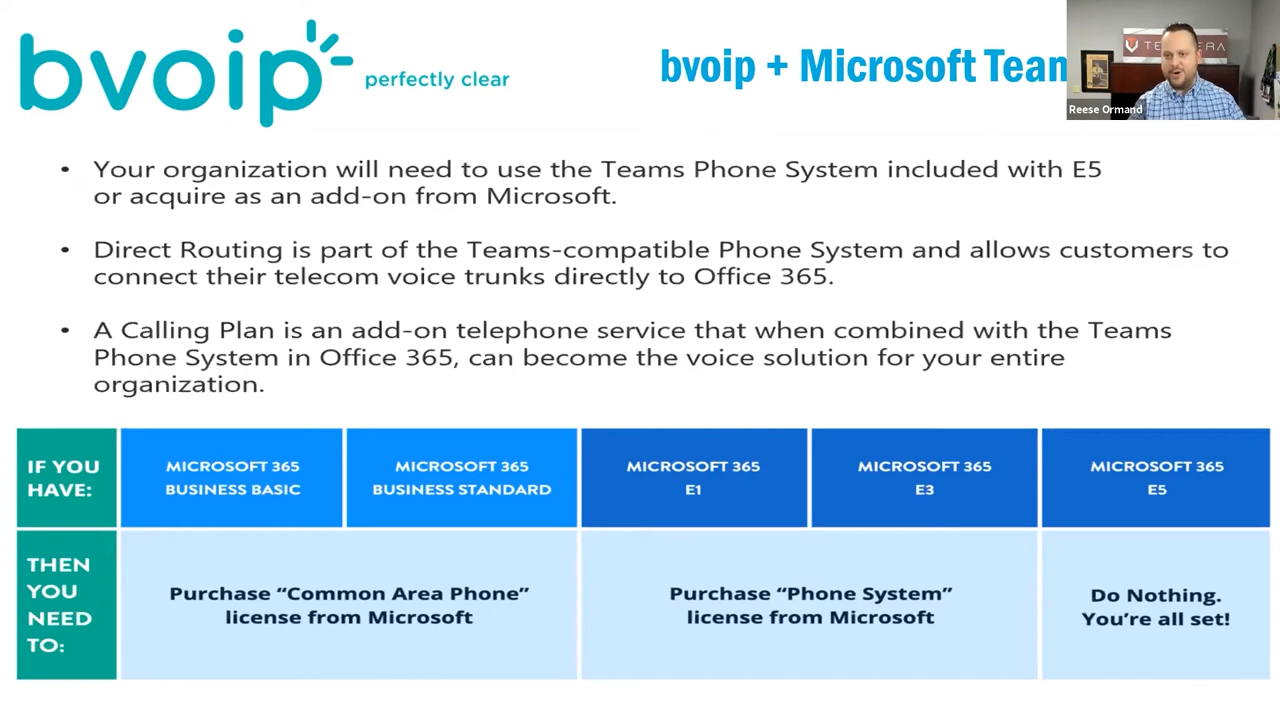 bvoip
perfectly clear
bvoip + Microsoft Team
Reese Ormand
• Your organization will need to use the Teams Phone System included with E5
or acquire as an add-on from Microsoft.
• Direct Routing is part of the Teams-compatible Phone System and allows customers to
connect their telecom voice trunks directly to Office 365.
• A Calling Plan is an add-on telephone service that when combined with the Teams
Phone System in Office 365, can become the voice solution for your entire
organization.
IF YOU
HAVE:
MICROSOFT 365
BUSINESS BASIC
MICROSOFT 365
BUSINESS STANDARD
MICROSOFT 365
E1
MICROSOFT 365
E3
MICROSOFT 365
E5
THEN
YOU
NEED
TO:
Purchase “Common Area Phone”
license from Microsoft
Purchase “Phone System”
license from Microsoft
Do Nothing.
You’re all set!